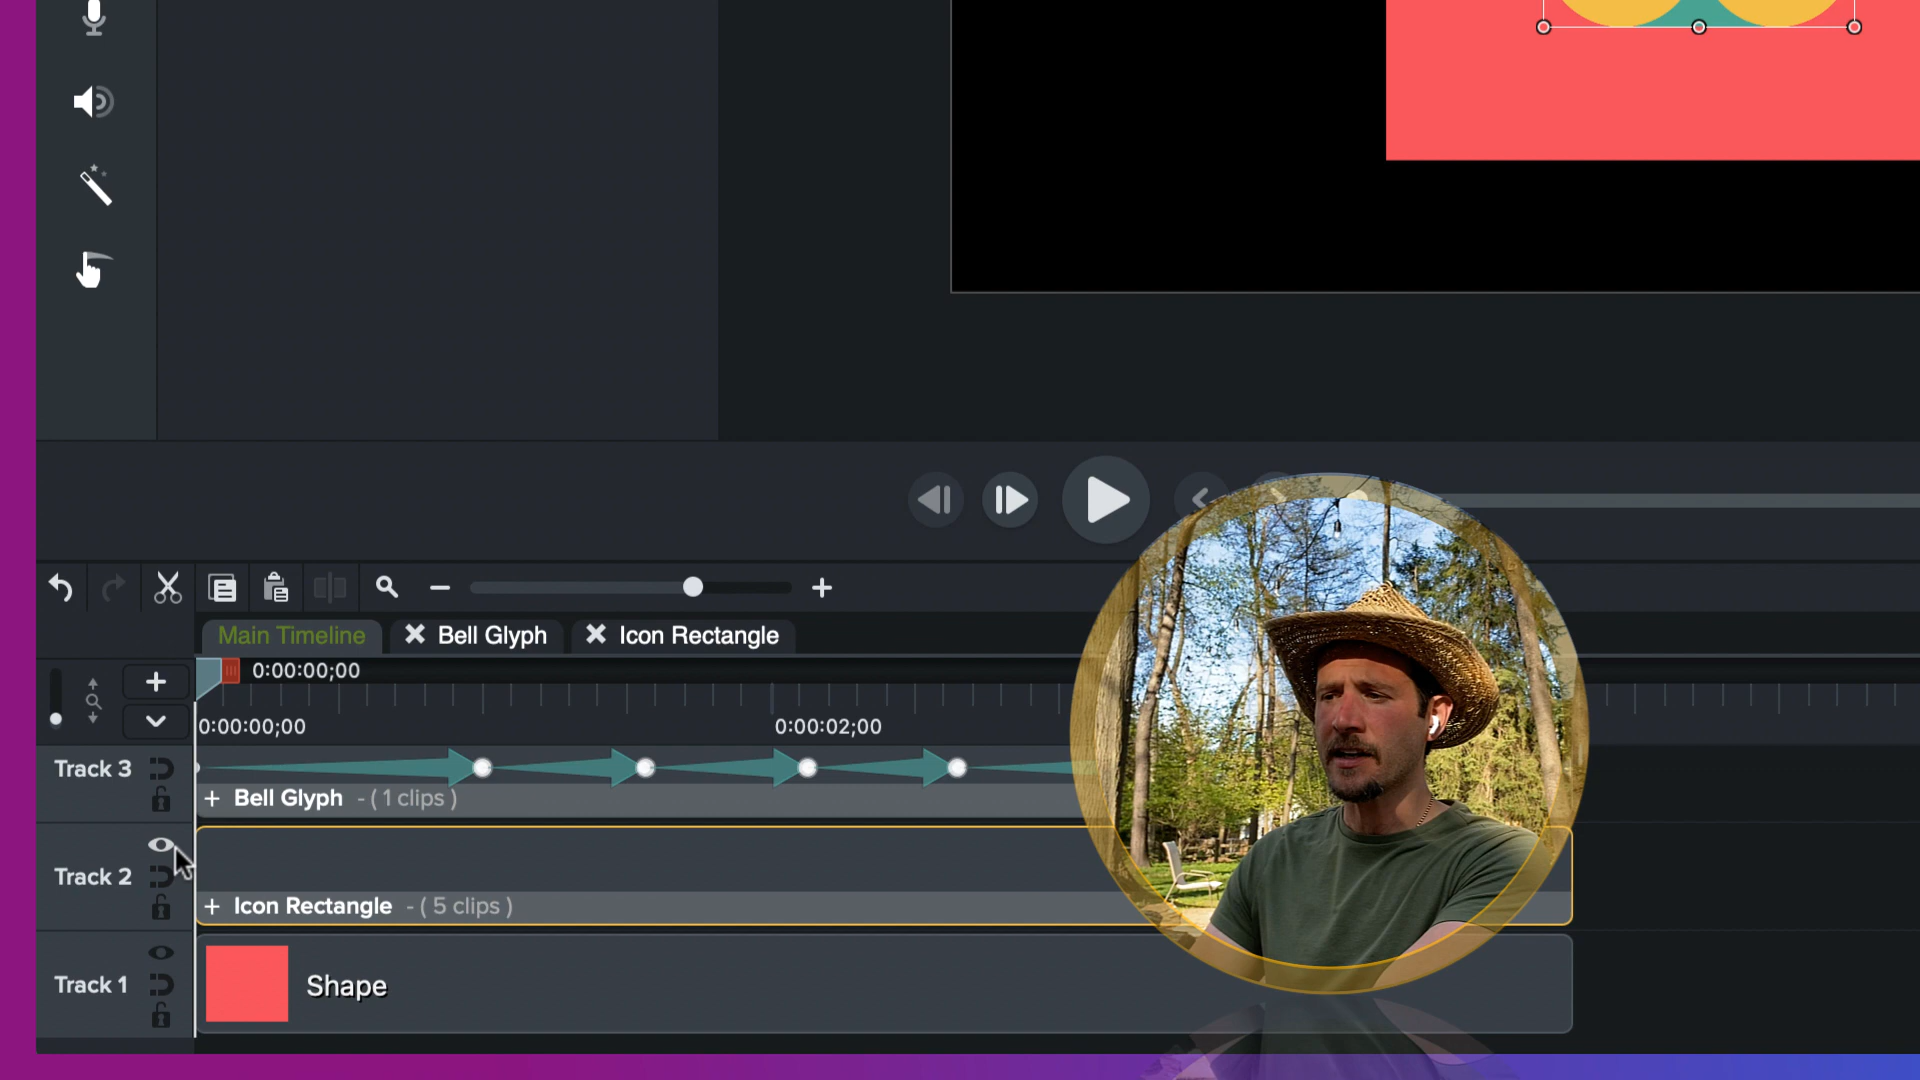 Main Timeline
Bell Glyph
Icon Rectangle
0:00:00;00
0:00:00;00
0:00:02;00
Track 3
+ Bell Glyph - ( 1 clips )
Track 2
+ Icon Rectangle - ( 5 clips )
Track 1
Shape